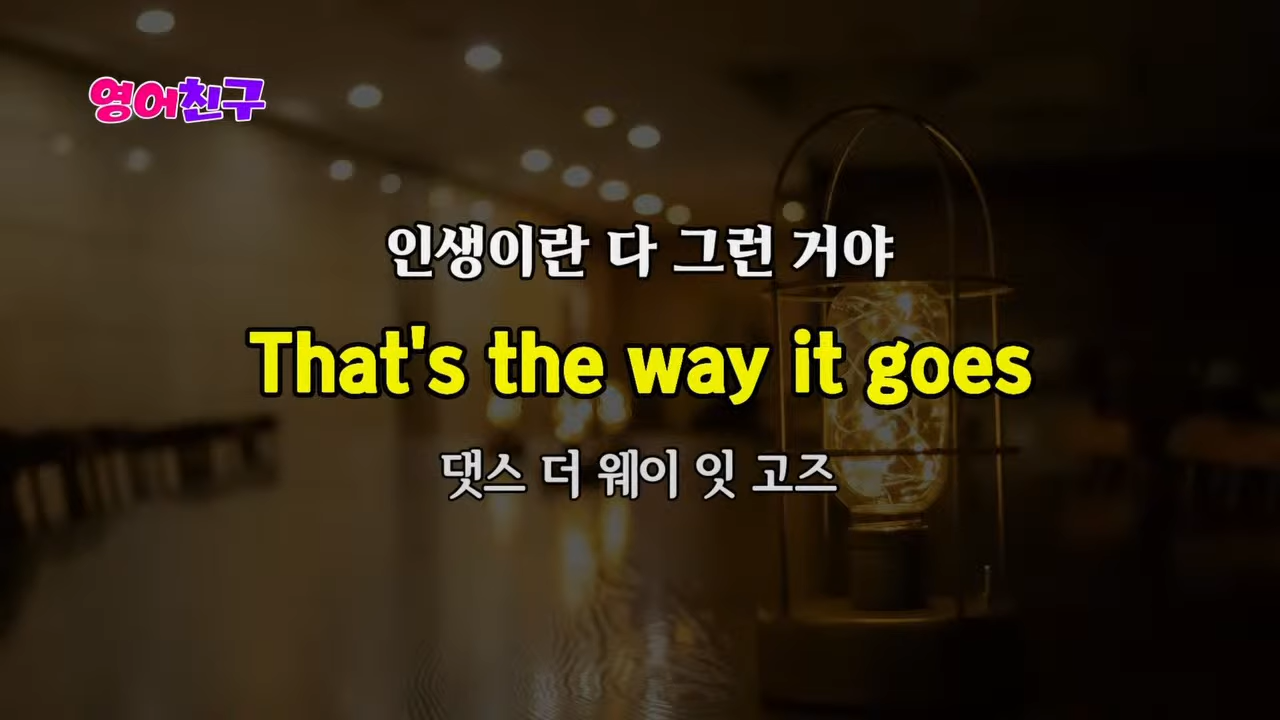 영어친구
인생이란 다 그런 거야
That's the way it goes
댓스 더 웨이 잇 고즈